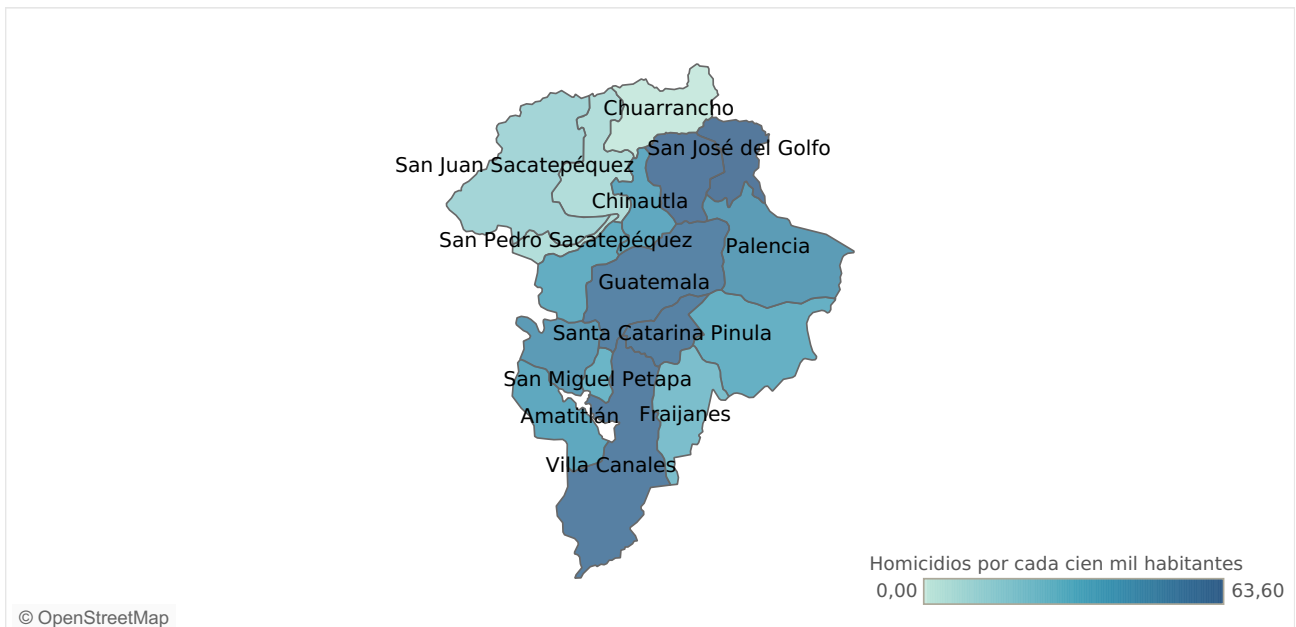 Chuarrancho
San José del Golfo
San Juan Sacatepéquez
Chinautla
San Pedro Sacatepéquez
Palencia
Guatemala
Santa Catarina Pinula
San Miguel Petapa
Amatitlán
Fraijanes
Villa Canales
Homicidios por cada cien mil habitantes
0,00
63,60
© OpenStreetMap